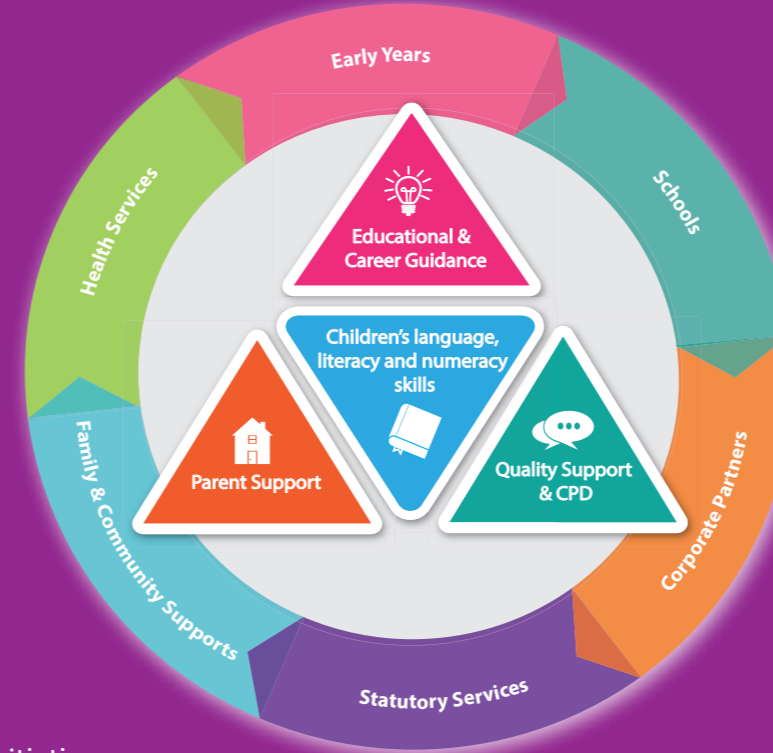 Early Years
Schools
Health Services
Educational &
Career Guidance
Children's language,
literacy and numeracy
skills
Parent Support
Quality Support
& CPD
Family & Community Supports
Corporate Partners
Statutory Services